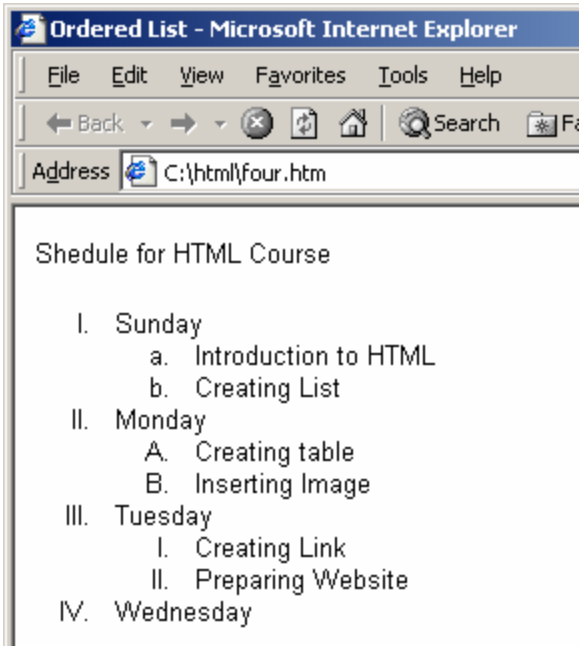 Ordered List - Microsoft Internet Explorer
File Edit View Favorites Tools Help
Back Search Fa
Address C:\html\four.htm
Shedule for HTML Course
I. Sunday
a. Introduction to HTML
b. Creating List
II. Monday
A. Creating table
B. Inserting Image
III. Tuesday
I. Creating Link
II. Preparing Website
IV. Wednesday